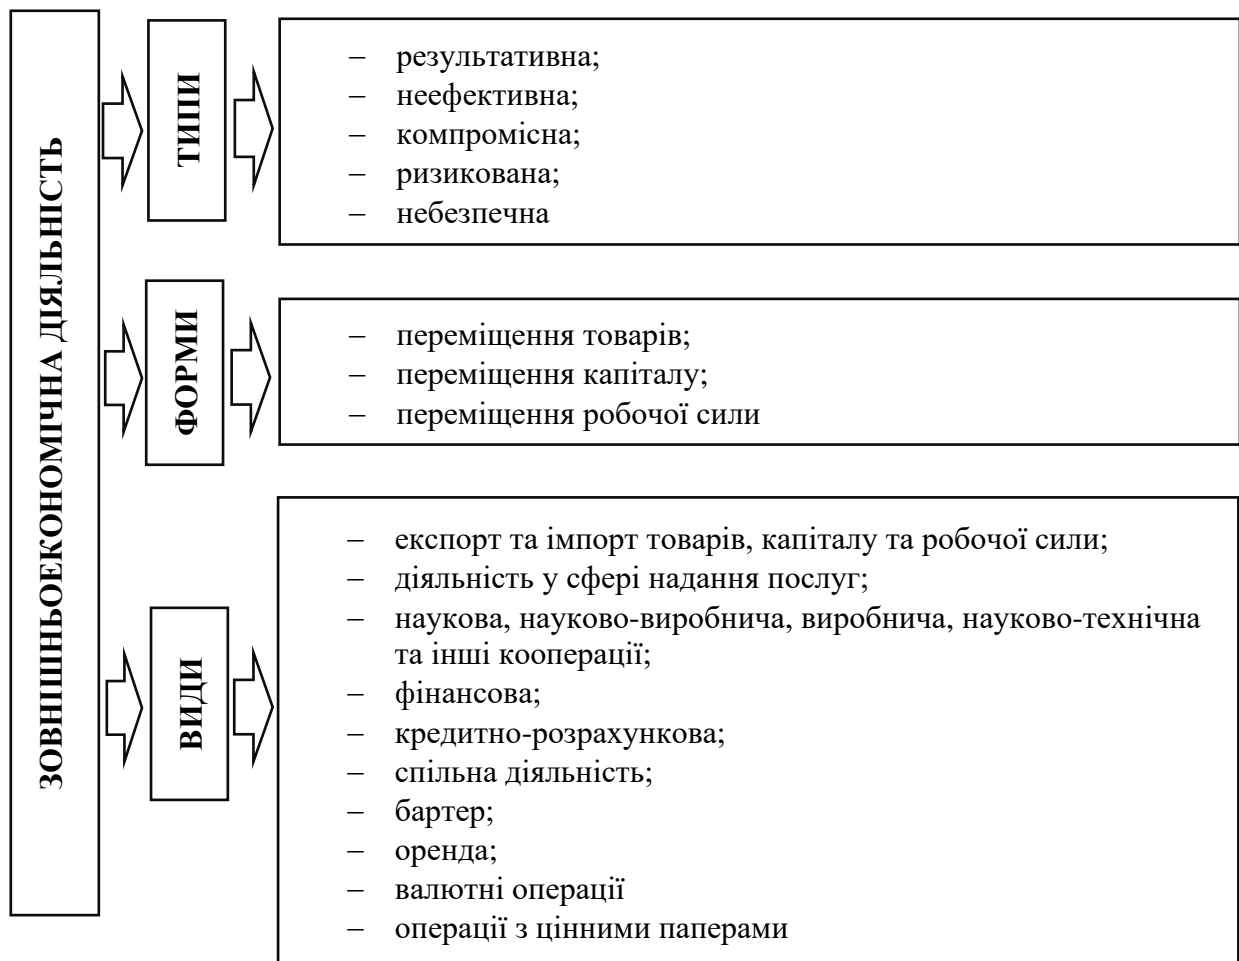 ЗОВНІШНЬОЕКОНОМІЧНА ДІЯЛЬНІСТЬ
ТИПИ
– результативна;
– неефективна;
– компромісна;
– ризикована;
– небезпечна
ФОРМИ
– переміщення товарів;
– переміщення капіталу;
– переміщення робочої сили
ВИДИ
– експорт та імпорт товарів, капіталу та робочої сили;
– діяльність у сфері надання послуг;
– наукова, науково-виробнича, виробнича, науково-технічна
та інші кооперації;
– фінансова;
– кредитно-розрахункова;
– спільна діяльність;
– бартер;
– оренда;
– валютні операції
– операції з цінними паперами